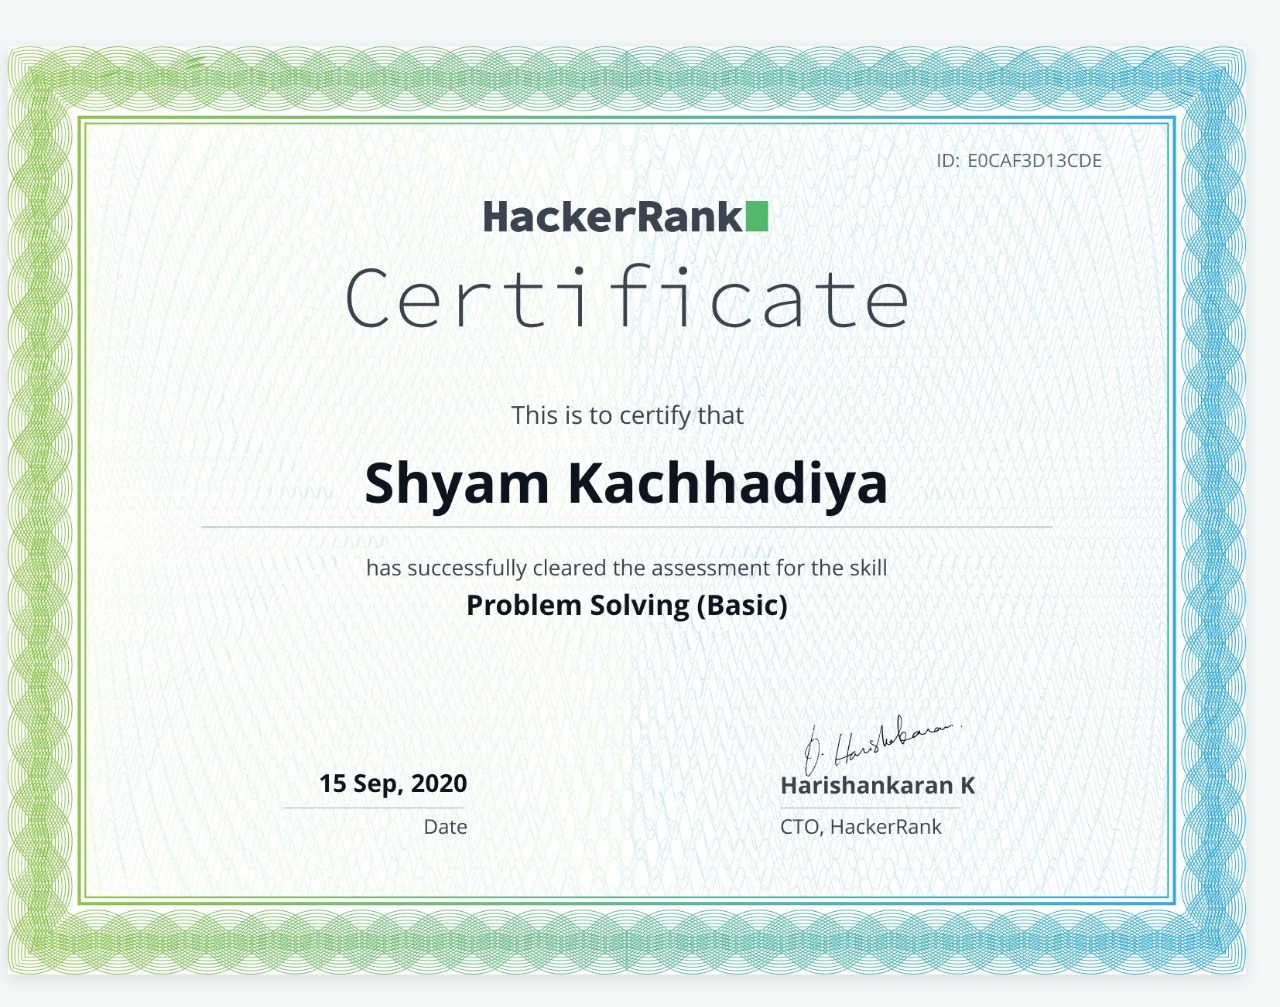 ID: E0CAF3D13CDE
HackerRank
Certificate
This is to certify that
Shyam Kachhadiya
has successfully cleared the assessment for the skill
Problem Solving (Basic)
15 Sep, 2020
Date
Harishankaran K
CTO, HackerRank